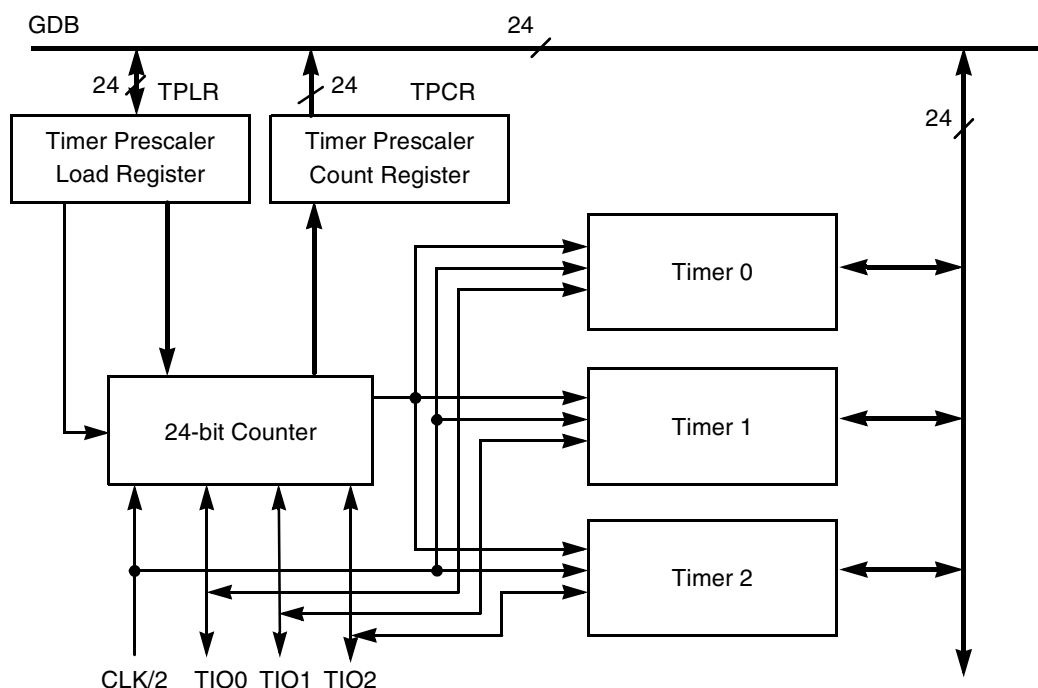 GDB
24
24
TPLR
24
TPCR
24
Timer Prescaler
Load Register
Timer Prescaler
Count Register
Timer 0
Timer 1
24-bit Counter
Timer 2
CLK/2
TIO0
TIO1
TIO2